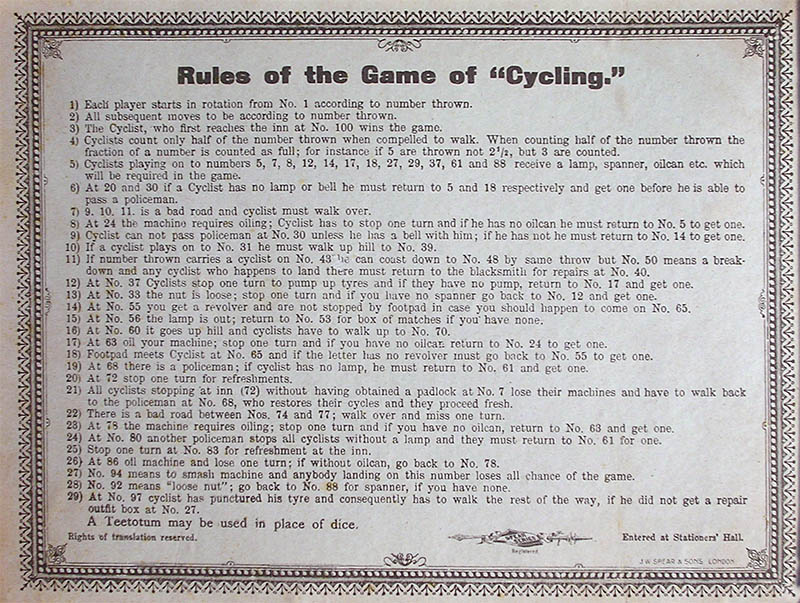 Rules of the Game of “Cycling.”
1) Each player starts in rotation from No. 1 according to number thrown.
2) All subsequent moves to be according to number thrown.
3) The Cyclist, who first reaches the inn at No. 100 wins the game.
4) Cyclists count only half of the number thrown when compelled to walk. When counting half of the number thrown the
fraction of a number is counted as full; for instance if 5 are thrown not 2¹/₂, but 3 are counted.
5) Cyclists playing on to numbers 5, 7, 8, 12, 14, 17, 18, 27, 29, 37, 61 and 88 receive a lamp, spanner, oilcan etc. which
will be required in the game.
6) At 20 and 30 if a Cyclist has no lamp or bell he must return to 5 and 18 respectively and get one before he is able to
pass a policeman.
7) 9. 10. 11. is a bad road and cyclist must walk over.
8) At 24 the machine requires oiling; Cyclist has to stop one turn and if he has no oilcan he must return to No. 5 to get one.
9) Cyclist can not pass policeman at No. 30 unless he has a bell with him; if he has not he must return to No. 14 to get one.
10) If a cyclist plays on to No. 31 he must walk up hill to No. 39.
11) If number thrown carries a cyclist on No. 43 he can coast down to No. 48 by same throw but No. 50 means a break-
down and any cyclist who happens to land there must return to the blacksmith for repairs at No. 40.
12) At No. 37 Cyclists stop one turn to pump up tyres and if they have no pump, return to No. 17 and get one.
13) At No. 33 the nut is loose; stop one turn and if you have no spanner go back to No. 12 and get one.
14) At No. 55 you get a revolver and are not stopped by footpad in case you should happen to come on No. 65.
15) At No. 56 the lamp is out; return to No. 53 for box of matches if you have none.
16) At No. 60 it goes up hill and cyclists have to walk up to No. 70.
17) At 63 oil your machine; stop one turn and if you have no oilcan return to No. 24 to get one.
18) Footpad meets Cyclist at No. 65 and if the letter has no revolver must go back to No. 55 to get one.
19) At 68 there is a policeman; if cyclist has no lamp, he must return to No. 61 and get one.
20) At 72 stop one turn for refreshments.
21) All cyclists stopping at inn (72) without having obtained a padlock at No. 7 lose their machines and have to walk back
to the policeman at No. 68, who restores their cycles and they proceed fresh.
22) There is a bad road between Nos. 74 and 77; walk over and miss one turn.
23) At 78 the machine requires oiling; stop one turn and if you have no oilcan, return to No. 63 and get one.
24) At No. 80 another policeman stops all cyclists without a lamp and they must return to No. 61 for one.
25) Stop one turn at No. 83 for refreshment at the inn.
26) At 86 oil machine and lose one turn; if without oilcan, go back to No. 78.
27) No. 94 means to smash machine and anybody landing on this number loses all chance of the game.
28) No. 92 means “loose nut”; go back to No. 88 for spanner, if you have none.
29) At No. 97 cyclist has punctured his tyre and consequently has to walk the rest of the way, if he did not get a repair
outfit box at No. 27.
A Teetotum may be used in place of dice.
Rights of translation reserved.
Registered
Entered at Stationers' Hall.
J.W. SPEAR & SONS, LONDON.